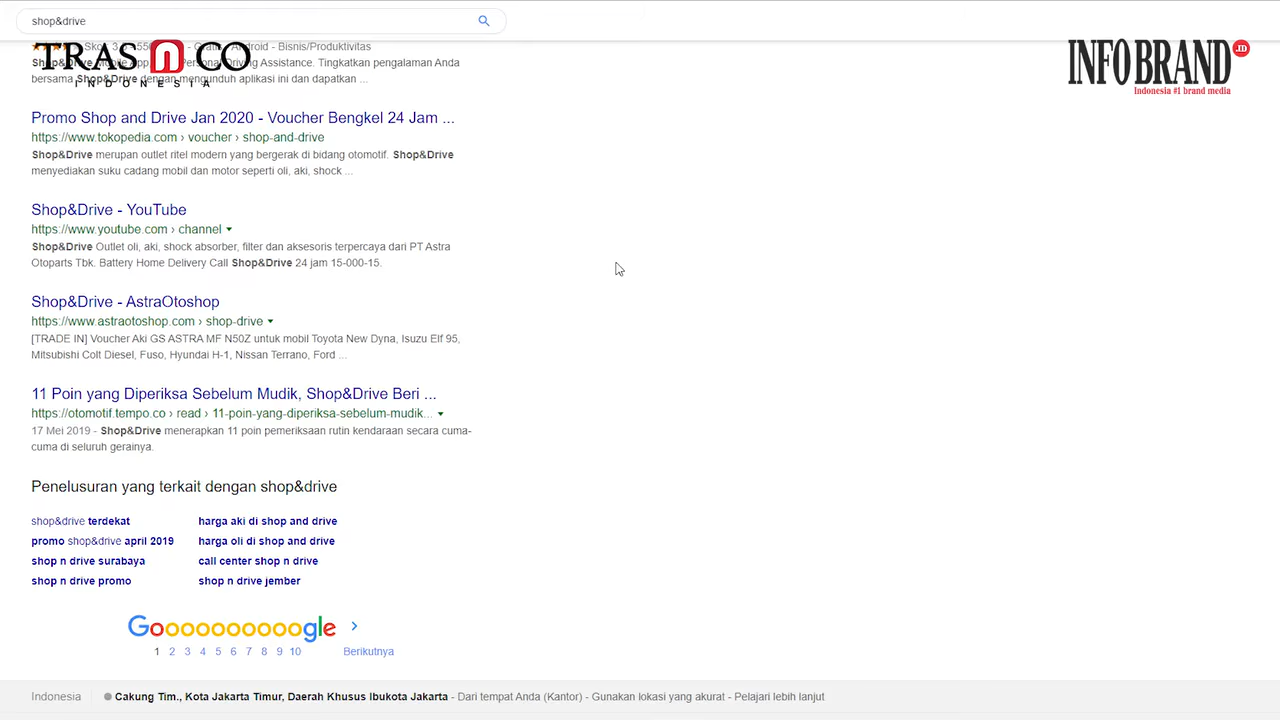 shop&drive
TRAS n CO
INDONESIA
INFOBRAND.ID
Indonesia #1 brand media
Android - Bisnis/Produktivitas
Shop&Drive Mobile App, Personal Driving Assistance. Tingkatkan pengalaman Anda
bersama Shop&Drive dengan mengunduh aplikasi ini dan dapatkan ...
Promo Shop and Drive Jan 2020 - Voucher Bengkel 24 Jam ...
https://www.tokopedia.com › voucher › shop-and-drive
Shop&Drive merupan outlet ritel modern yang bergerak di bidang otomotif. Shop&Drive
menyediakan suku cadang mobil dan motor seperti oli, aki, shock ...
Shop&Drive - YouTube
https://www.youtube.com › channel
Shop&Drive Outlet oli, aki, shock absorber, filter dan aksesoris terpercaya dari PT Astra
Otoparts Tbk. Battery Home Delivery Call Shop&Drive 24 jam 15-000-15.
Shop&Drive - AstraOtoshop
https://www.astraotoshop.com › shop-drive
[TRADE IN] Voucher Aki GS ASTRA MF N50Z untuk mobil Toyota New Dyna, Isuzu Elf 95,
Mitsubishi Colt Diesel, Fuso, Hyundai H-1, Nissan Terrano, Ford ...
11 Poin yang Diperiksa Sebelum Mudik, Shop&Drive Beri ...
https://otomotif.tempo.co › read › 11-poin-yang-diperiksa-sebelum-mudik...
17 Mei 2019 - Shop&Drive menerapkan 11 poin pemeriksaan rutin kendaraan secara cuma-
cuma di seluruh gerainya.
Penelusuran yang terkait dengan shop&drive
shop&drive terdekat harga aki di shop and drive
promo shop&drive april 2019 harga oli di shop and drive
shop n drive surabaya call center shop n drive
shop n drive promo shop n drive jember
Goooooooooogle
1 2 3 4 5 6 7 8 9 10 Berikutnya
Indonesia Cakung Tim., Kota Jakarta Timur, Daerah Khusus Ibukota Jakarta - Dari tempat Anda (Kantor) - Gunakan lokasi yang akurat - Pelajari lebih lanjut